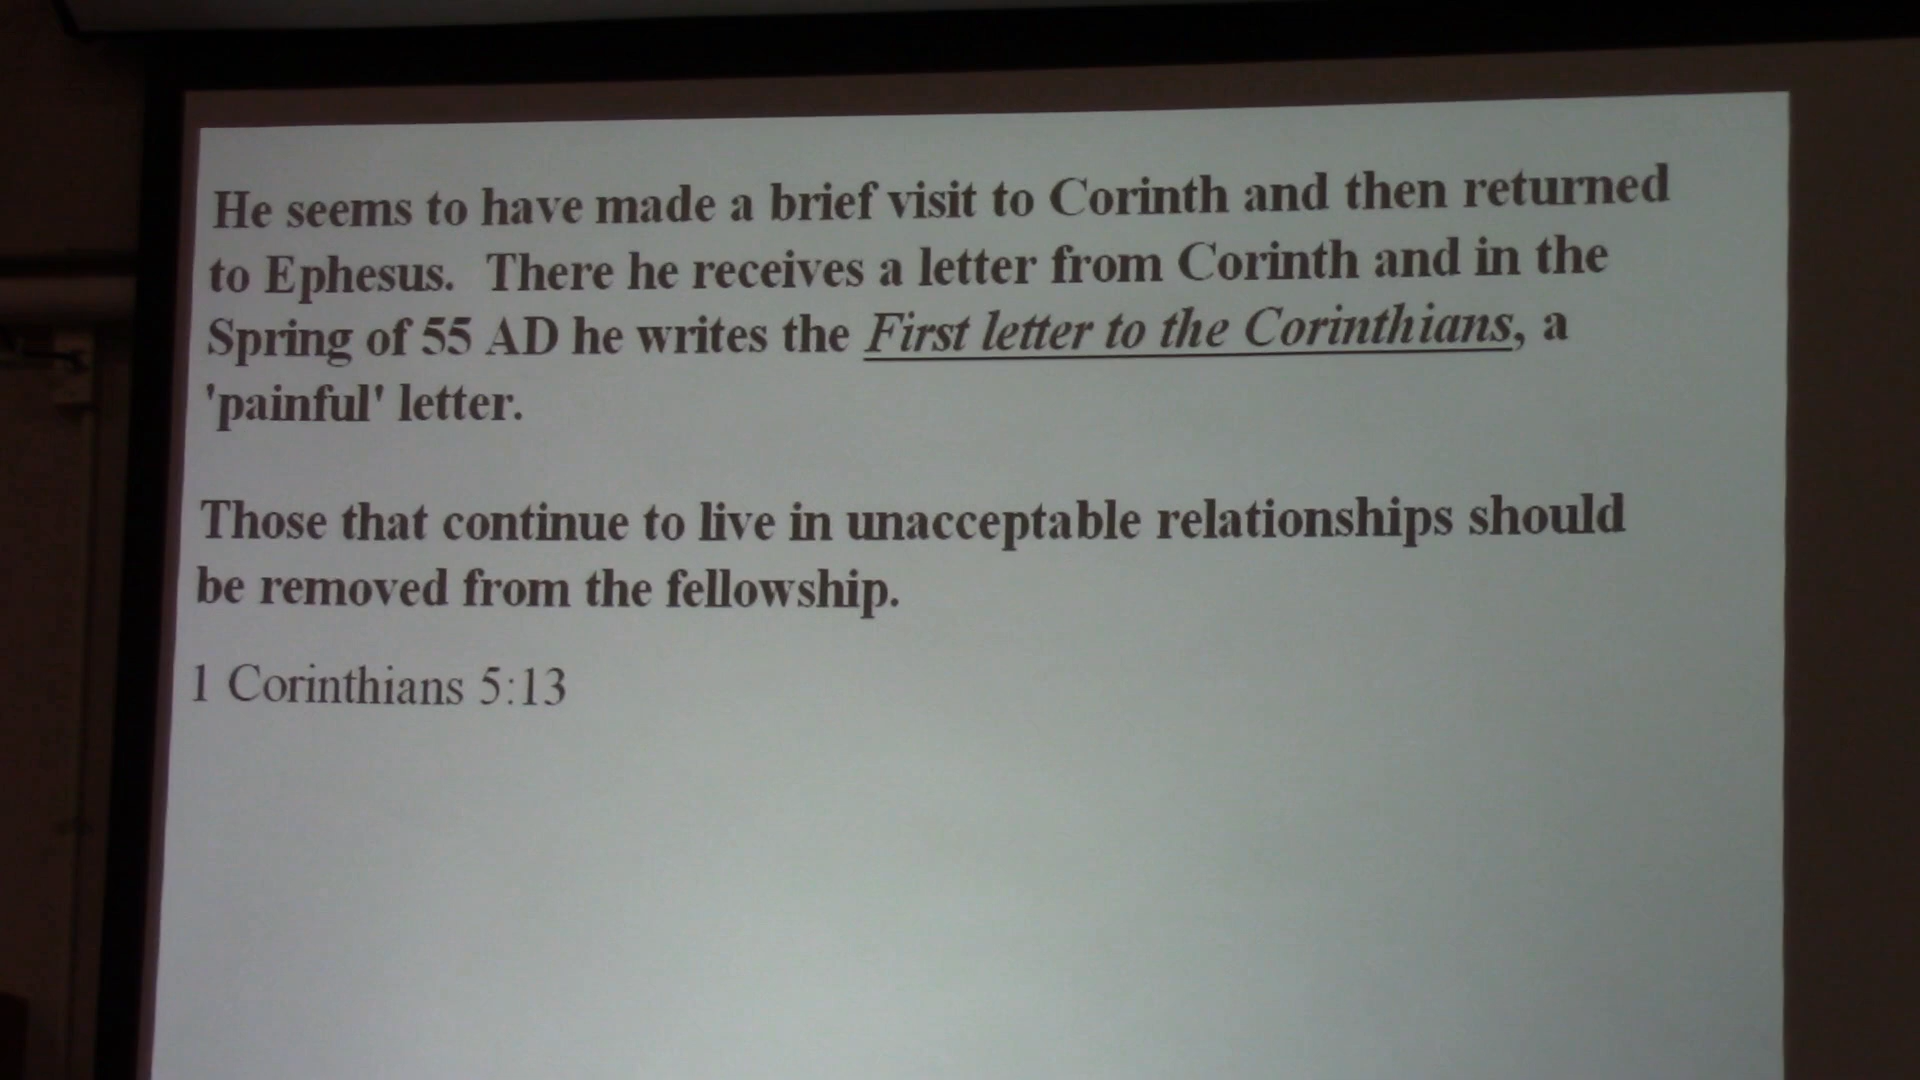 He seems to have made a brief visit to Corinth and then returned
to Ephesus.  There he receives a letter from Corinth and in the
Spring of 55 AD he writes the First letter to the Corinthians, a
'painful' letter.
Those that continue to live in unacceptable relationships should
be removed from the fellowship.
1 Corinthians 5:13